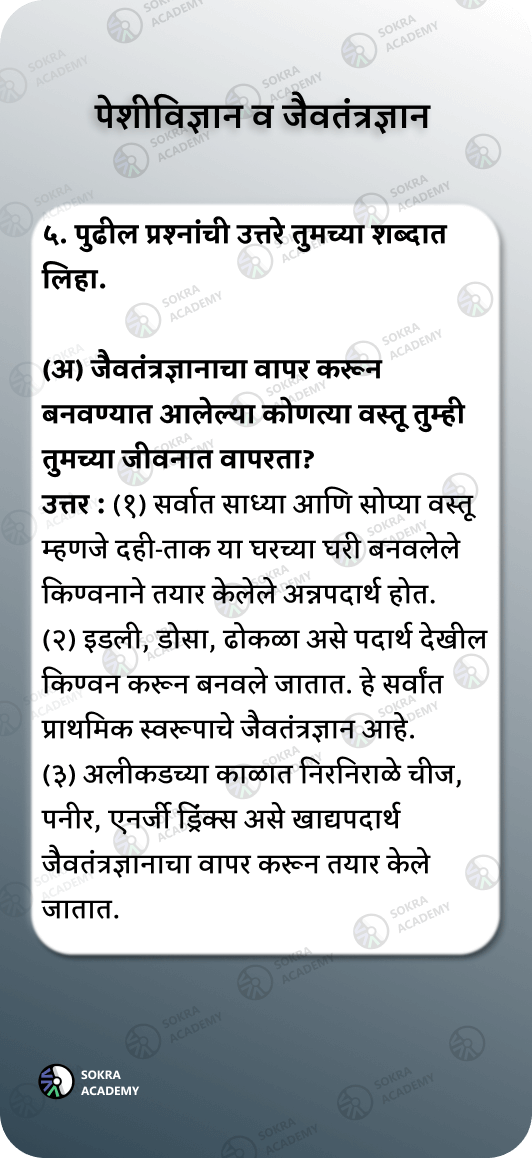 पेशीविज्ञान व जैवतंत्रज्ञान
५. पुढील प्रश्नांची उत्तरे तुमच्या शब्दात
लिहा.
(अ) जैवतंत्रज्ञानाचा वापर करून
बनवण्यात आलेल्या कोणत्या वस्तू तुम्ही
तुमच्या जीवनात वापरता?
उत्तर : (१) सर्वात साध्या आणि सोप्या वस्तू
म्हणजे दही-ताक या घरच्या घरी बनवलेले
किण्वनाने तयार केलेले अन्नपदार्थ होत.
(२) इडली, डोसा, ढोकळा असे पदार्थ देखील
किण्वन करून बनवले जातात. हे सर्वांत
प्राथमिक स्वरूपाचे जैवतंत्रज्ञान आहे.
(३) अलीकडच्या काळात निरनिराळे चीज,
पनीर, एनर्जी ड्रिंक्स असे खाद्यपदार्थ
जैवतंत्रज्ञानाचा वापर करून तयार केले
जातात.
SOKRA
ACADEMY